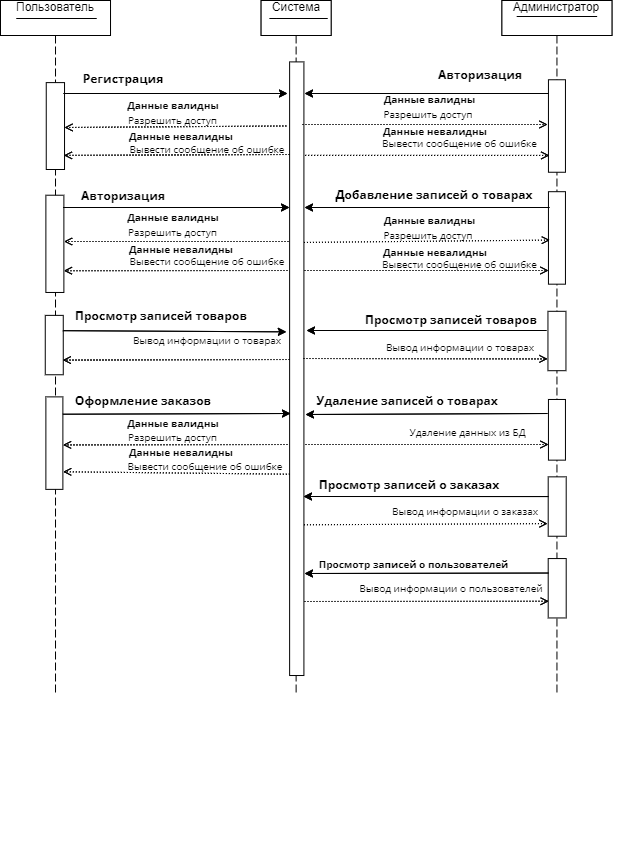 Пользователь
Система
Администратор
Регистрация
Авторизация
Данные валидны
Разрешить доступ
Данные невалидны
Вывести сообщение об ошибке
Данные валидны
Разрешить доступ
Данные невалидны
Вывести сообщение об ошибке
Авторизация
Добавление записей о товарах
Данные валидны
Разрешить доступ
Данные невалидны
Вывести сообщение об ошибке
Данные валидны
Разрешить доступ
Данные невалидны
Вывести сообщение об ошибке
Просмотр записей товаров
Просмотр записей товаров
Вывод информации о товарах
Вывод информации о товарах
Оформление заказов
Удаление записей о товарах
Данные валидны
Разрешить доступ
Данные невалидны
Вывести сообщение об ошибке
Удаление данных из БД
Просмотр записей о заказах
Вывод информации о заказах
Просмотр записей о пользователей
Вывод информации о пользователей